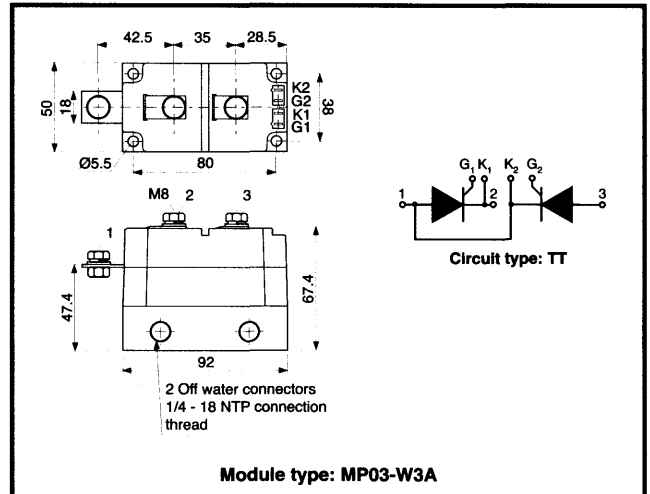 42.5 35 28.5
50
18
K2
G2
K1
G1
38
Ø5.5
80
M8 2 3
1
47.4
67.4
92
2 Off water connectors
1/4 - 18 NTP connection
thread
G1 K1 K2 G2
1 2 3
Circuit type: TT
Module type: MP03-W3A